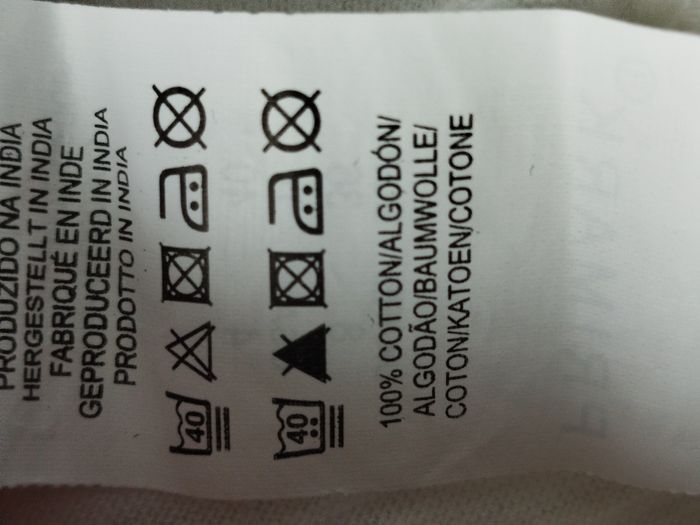 PRODUZIDO NA INDIA
HERGESTELLT IN INDIA
FABRIQUÉ EN INDE
GEPRODUCEERD IN INDIA
PRODOTTO IN INDIA
40
40
100% COTTON/ALGODÓN/
ALGODÃO/BAUMWOLLE/
COTON/KATOEN/COTONE